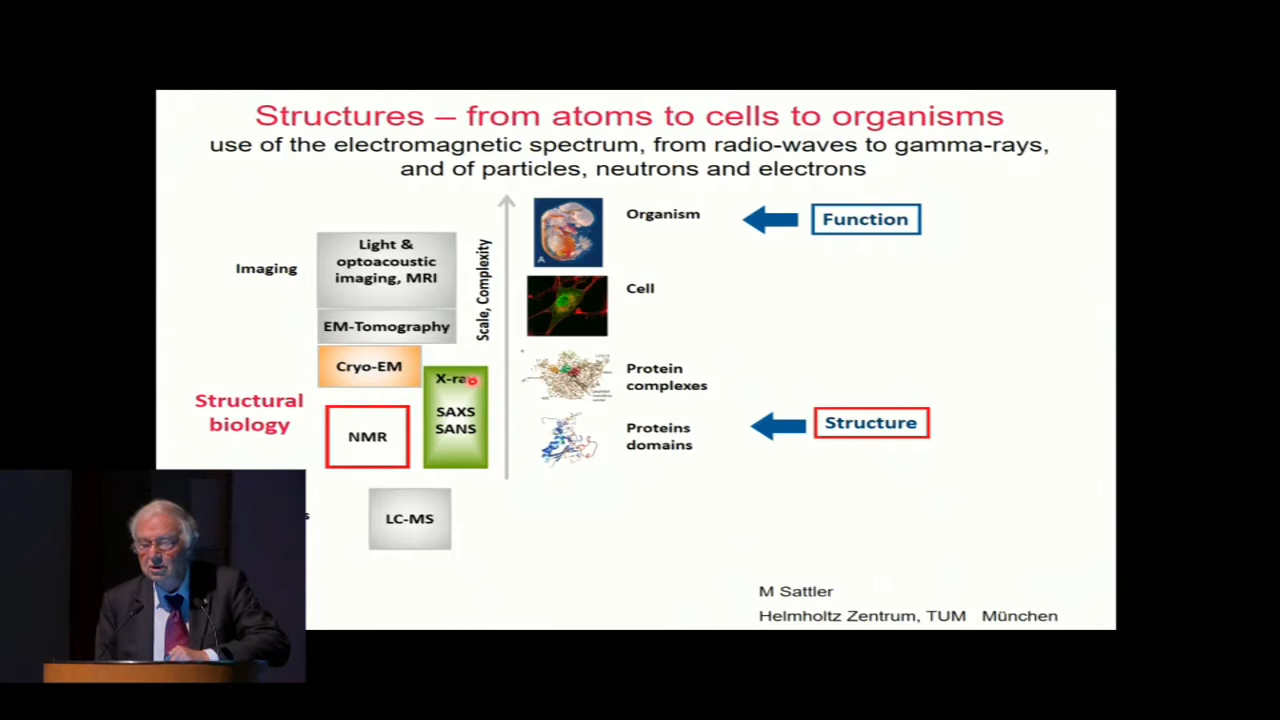 Structures – from atoms to cells to organisms
use of the electromagnetic spectrum, from radio-waves to gamma-rays,
and of particles, neutrons and electrons
Imaging
Light &
optoacoustic
imaging, MRI
EM-Tomography
Cryo-EM
X-ray
SAXS
SANS
Structural
biology
NMR
LC-MS
Scale, Complexity
A
Organism
Cell
Protein
complexes
Proteins
domains
Function
Structure
M Sattler
Helmholtz Zentrum, TUM München